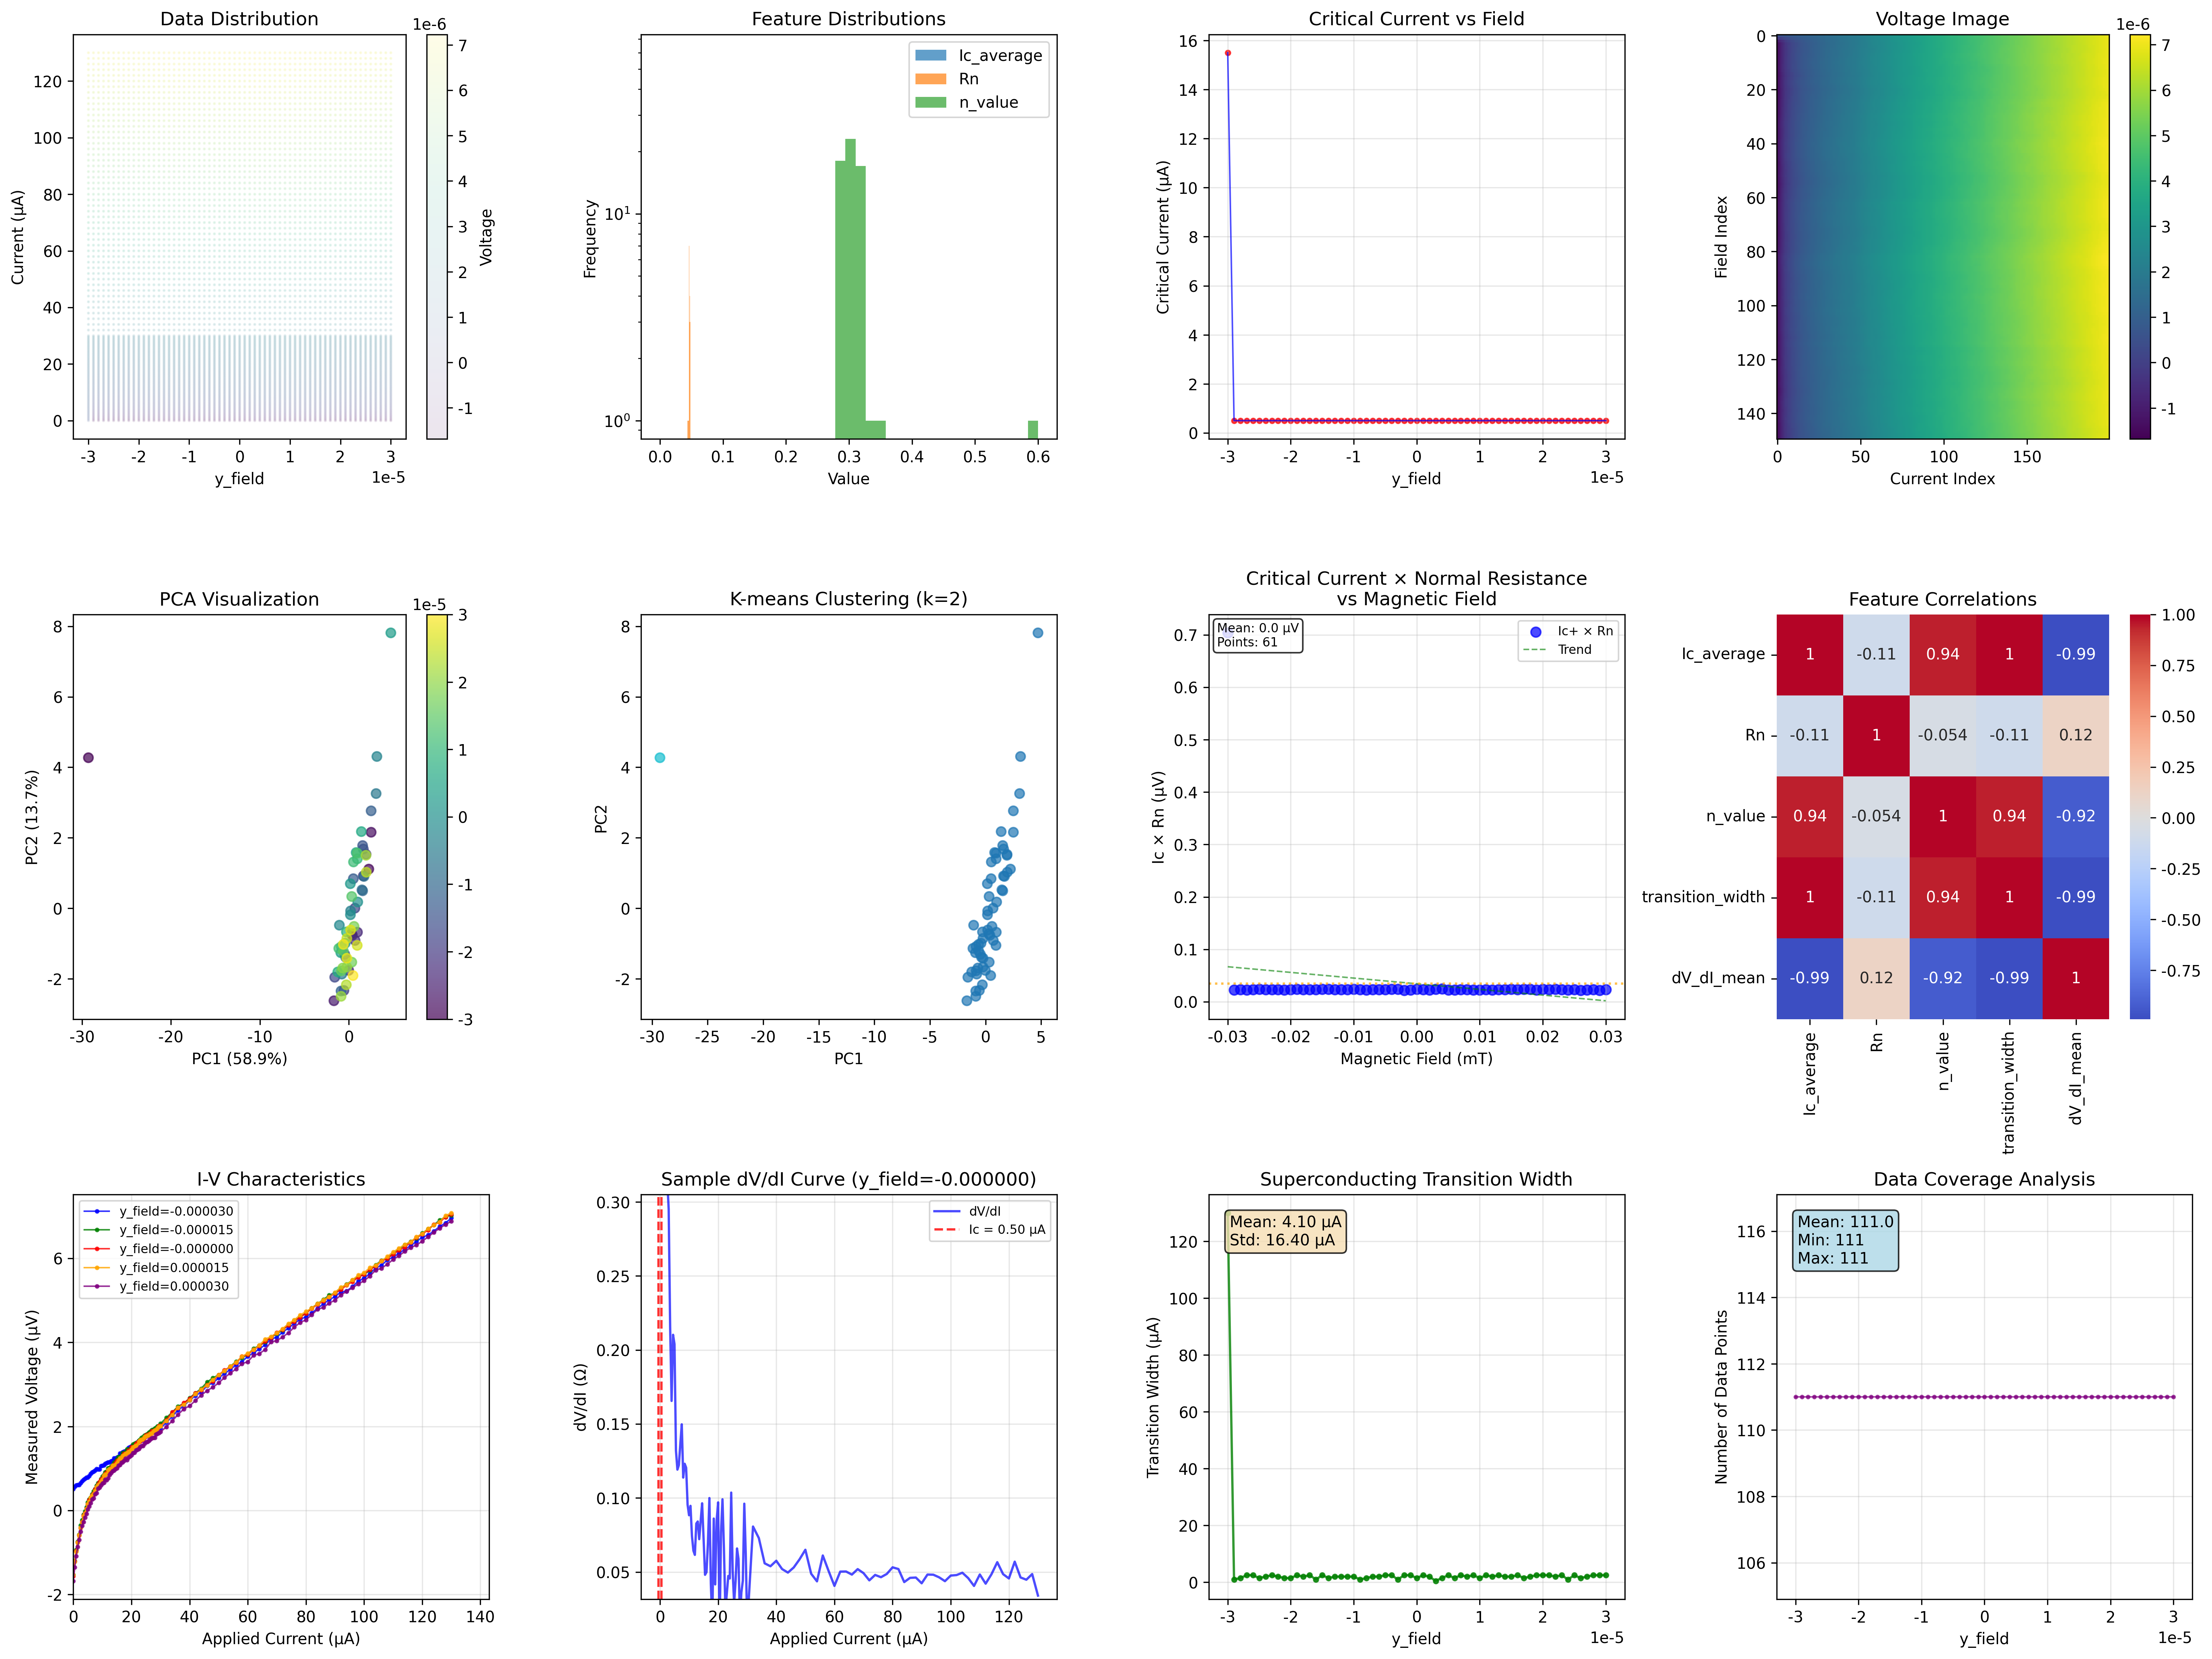 Data Distribution
1e-6
Current (µA)
120
100
80
60
40
20
0
-3 -2 -1 0 1 2 3
1e-5
y_field
7
6
5
4
3
2
1
0
-1
Voltage
Feature Distributions
Ic_average
Rn
n_value
Frequency
10¹
10⁰
0.0 0.1 0.2 0.3 0.4 0.5 0.6
Value
Critical Current vs Field
Critical Current (µA)
16
14
12
10
8
6
4
2
0
-3 -2 -1 0 1 2 3
1e-5
y_field
Voltage Image
1e-6
Field Index
0
20
40
60
80
100
120
140
0 50 100 150
Current Index
7
6
5
4
3
2
1
0
-1
PCA Visualization
1e-5
PC2 (13.7%)
8
6
4
2
0
-2
-30 -20 -10 0
PC1 (58.9%)
3
2
1
0
-1
-2
-3
K-means Clustering (k=2)
PC2
8
6
4
2
0
-2
-30 -25 -20 -15 -10 -5 0 5
PC1
Critical Current × Normal Resistance
vs Magnetic Field
Mean: 0.0 µV
Points: 61
Ic+ × Rn
Trend
Ic × Rn (µV)
0.7
0.6
0.5
0.4
0.3
0.2
0.1
0.0
-0.03 -0.02 -0.01 0.00 0.01 0.02 0.03
Magnetic Field (mT)
Feature Correlations
Ic_average 1 -0.11 0.94 1 -0.99
Rn -0.11 1 -0.054 -0.11 0.12
n_value 0.94 -0.054 1 0.94 -0.92
transition_width 1 -0.11 0.94 1 -0.99
dV_dI_mean -0.99 0.12 -0.92 -0.99 1
Ic_average
Rn
n_value
transition_width
dV_dI_mean
1.00
0.75
0.50
0.25
0.00
-0.25
-0.50
-0.75
I-V Characteristics
y_field=-0.000030
y_field=-0.000015
y_field=-0.000000
y_field=0.000015
y_field=0.000030
Measured Voltage (µV)
6
4
2
0
-2
0 20 40 60 80 100 120 140
Applied Current (µA)
Sample dV/dI Curve (y_field=-0.000000)
dV/dI
Ic = 0.50 µA
dV/dI (Ω)
0.30
0.25
0.20
0.15
0.10
0.05
0 20 40 60 80 100 120
Applied Current (µA)
Superconducting Transition Width
Mean: 4.10 µA
Std: 16.40 µA
Transition Width (µA)
120
100
80
60
40
20
0
-3 -2 -1 0 1 2 3
1e-5
y_field
Data Coverage Analysis
Mean: 111.0
Min: 111
Max: 111
Number of Data Points
116
114
112
110
108
106
-3 -2 -1 0 1 2 3
1e-5
y_field